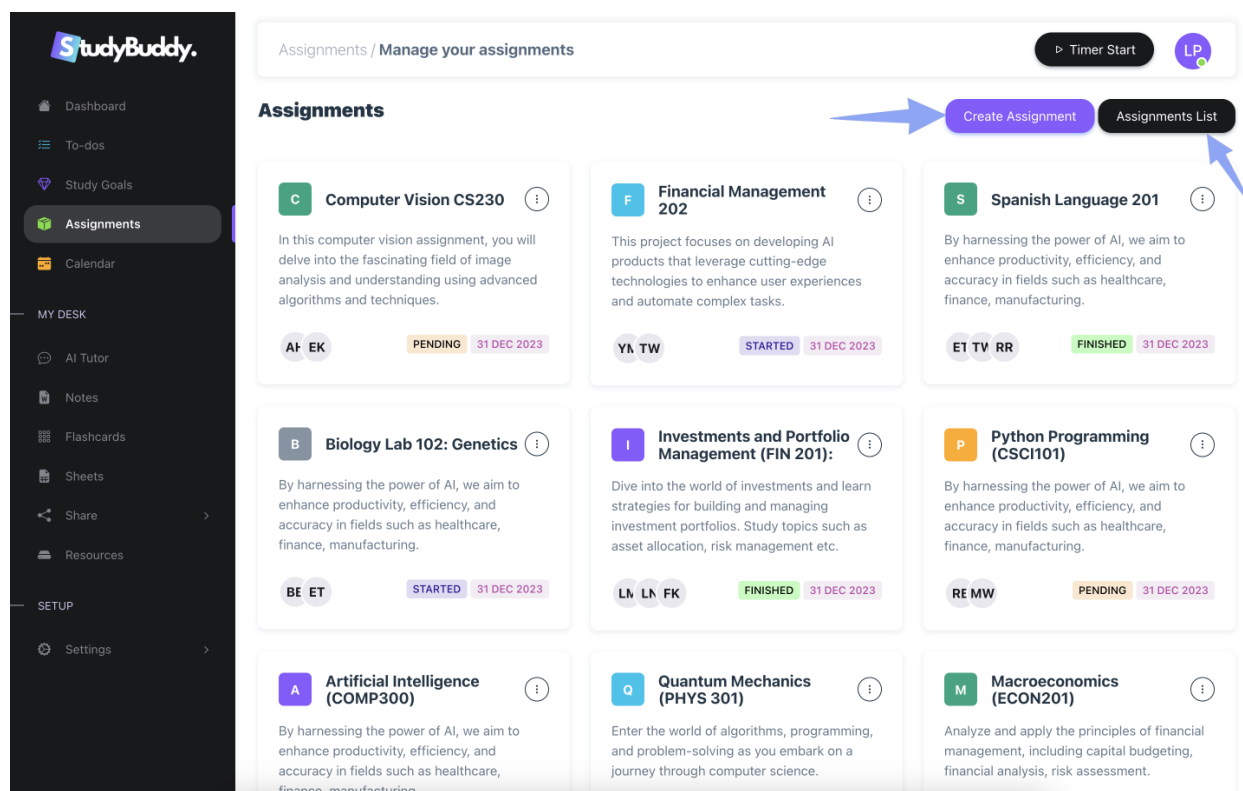 StudyBuddy.
Dashboard
To-dos
Study Goals
Assignments
Calendar
MY DESK
AI Tutor
Notes
Flashcards
Sheets
Share
Resources
SETUP
Settings
Assignments / Manage your assignments
Timer Start
LP
Assignments
Create Assignment
Assignments List
C
Computer Vision CS230
In this computer vision assignment, you will
delve into the fascinating field of image
analysis and understanding using advanced
algorithms and techniques.
EK
PENDING
31 DEC 2023
F
Financial Management
202
This project focuses on developing AI
products that leverage cutting-edge
technologies to enhance user experiences
and automate complex tasks.
TW
STARTED
31 DEC 2023
S
Spanish Language 201
By harnessing the power of AI, we aim to
enhance productivity, efficiency, and
accuracy in fields such as healthcare,
finance, manufacturing.
ET
RR
FINISHED
31 DEC 2023
B
Biology Lab 102: Genetics
By harnessing the power of AI, we aim to
enhance productivity, efficiency, and
accuracy in fields such as healthcare,
finance, manufacturing.
ET
STARTED
31 DEC 2023
I
Investments and Portfolio
Management (FIN 201):
Dive into the world of investments and learn
strategies for building and managing
investment portfolios. Study topics such as
asset allocation, risk management etc.
FK
FINISHED
31 DEC 2023
P
Python Programming
(CSCI101)
By harnessing the power of AI, we aim to
enhance productivity, efficiency, and
accuracy in fields such as healthcare,
finance, manufacturing.
MW
PENDING
31 DEC 2023
A
Artificial Intelligence
(COMP300)
By harnessing the power of AI, we aim to
enhance productivity, efficiency, and
accuracy in fields such as healthcare,
finance, manufacturing
Q
Quantum Mechanics
(PHYS 301)
Enter the world of algorithms, programming,
and problem-solving as you embark on a
journey through computer science.
M
Macroeconomics
(ECON201)
Analyze and apply the principles of financial
management, including capital budgeting,
financial analysis, risk assessment.